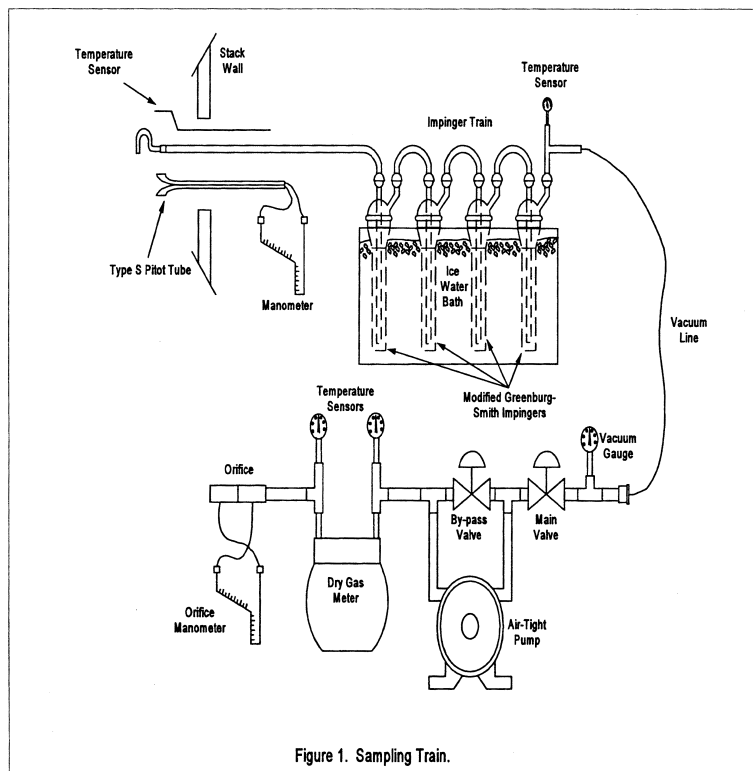 Temperature
Sensor
Stack
Wall
Temperature
Sensor
Impinger Train
Type S Pitot Tube
Manometer
Ice
Water
Bath
Vacuum
Line
Modified Greenburg-
Smith Impingers
Temperature
Sensors
Vacuum
Gauge
Orifice
By-pass
Valve
Main
Valve
Dry Gas
Meter
Orifice
Manometer
Air-Tight
Pump
Figure 1. Sampling Train.